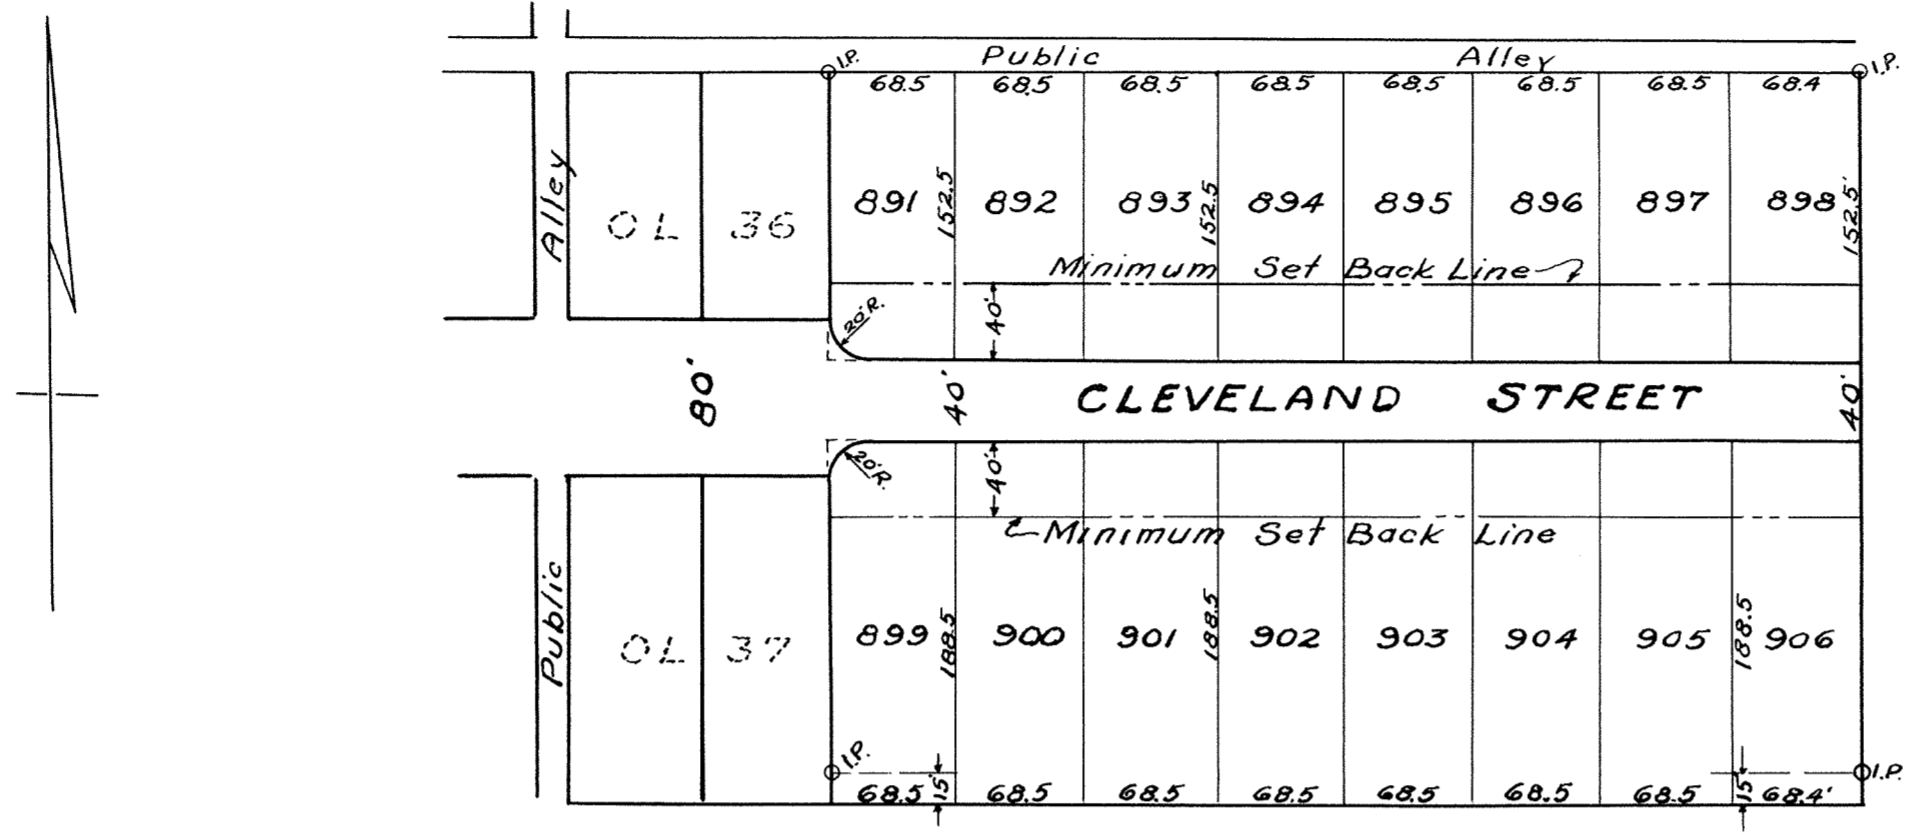 Public Alley
I.P. I.P.
68.5 68.5 68.5 68.5 68.5 68.5 68.5 68.4
Alley
OL 36
891 892 893 894 895 896 897 898
152.5 152.5 152.5'
Minimum Set Back Line
20'R.
40'
80'
40'
CLEVELAND STREET
40'
20'R.
40'
Minimum Set Back Line
Public
OL 37
899 900 901 902 903 904 905 906
188.5 188.5 188.5
I.P. I.P.
15' 15'
68.5 68.5 68.5 68.5 68.5 68.5 68.5 68.4'